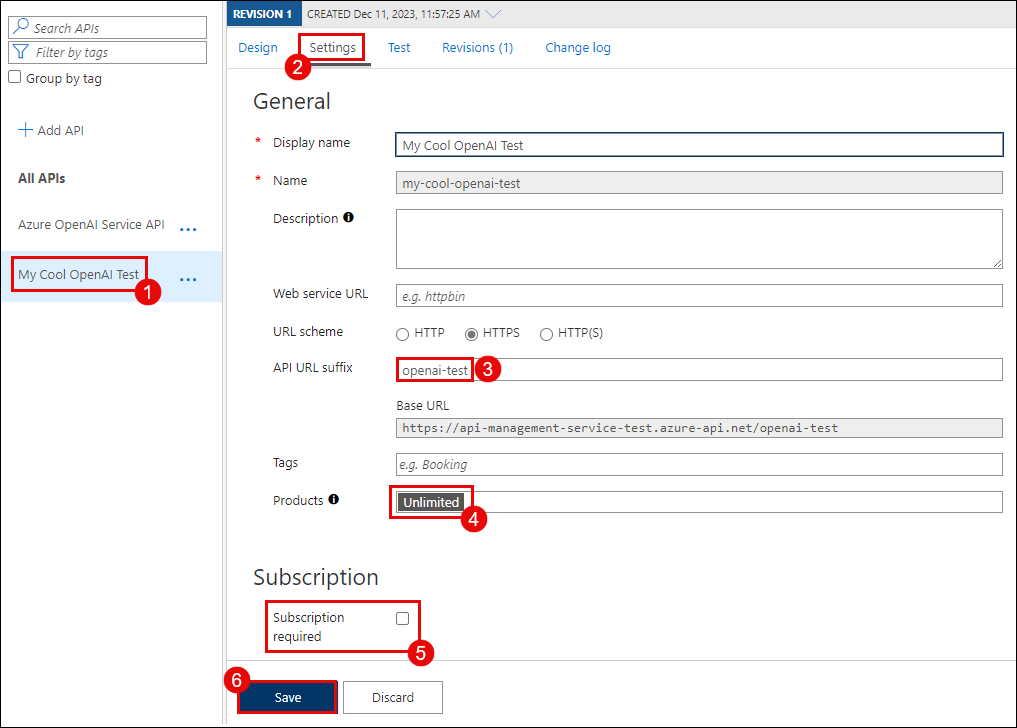 Search APIs
Filter by tags
Group by tag
Add API
All APIs
Azure OpenAI Service API ...
My Cool OpenAI Test ...
1
REVISION 1 CREATED Dec 11, 2023, 11:57:25 AM
Design Settings Test Revisions (1) Change log
2
General
* Display name My Cool OpenAI Test
* Name my-cool-openai-test
Description
Web service URL e.g. httpbin
URL scheme HTTP HTTPS HTTP(S)
API URL suffix openai-test 3
Base URL
https://api-management-service-test.azure-api.net/openai-test
Tags e.g. Booking
Products Unlimited
4
Subscription
Subscription
required
5
6
Save Discard